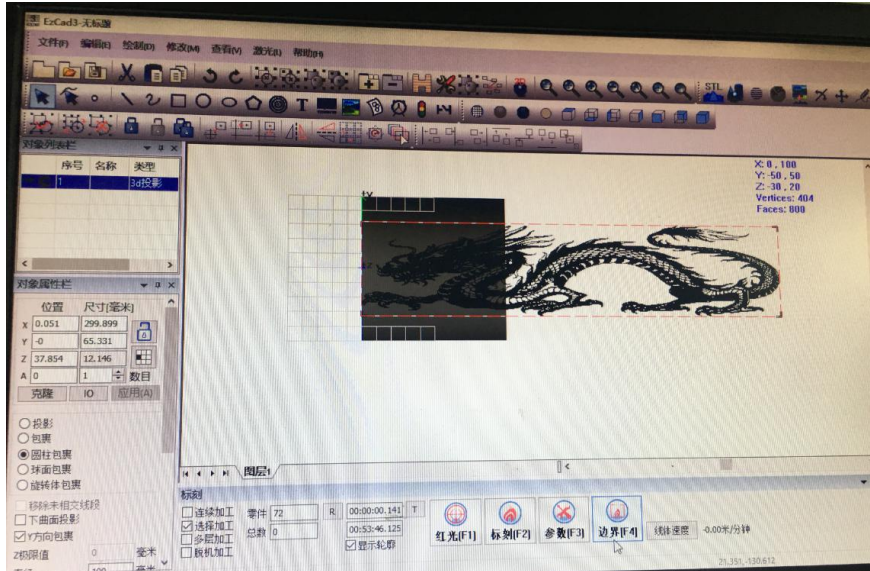 EzCad3-无标题
文件(F) 编辑(E) 绘制(D) 修改(M) 查看(V) 激光(L) 帮助(H)
STL
对象列表栏
序号 名称 类型
1 3d投影
对象属性栏
位置 尺寸[毫米]
X 0.051 299.899
Y -0 65.331
Z 37.854 12.146
A 0 1 数目
克隆 IO 应用(A)
投影
包裹
圆柱包裹
球面包裹
旋转体包裹
移除未相交线段
下曲面投影
Y方向包裹
Z极限值 0 毫米
100 毫米
X: 0 , 100
Y: -50 , 50
Z: -30 , 20
Vertices: 404
Faces: 800
图层1
标刻
连续加工 零件 72 R 00:00:00.141 T
选择加工 总数 0 00:53:46.125
多层加工 显示轮廓
脱机加工
红光[F1] 标刻[F2] 参数[F3] 边界[F4] 线体速度 -0.00米/分钟
21.351,-130.612